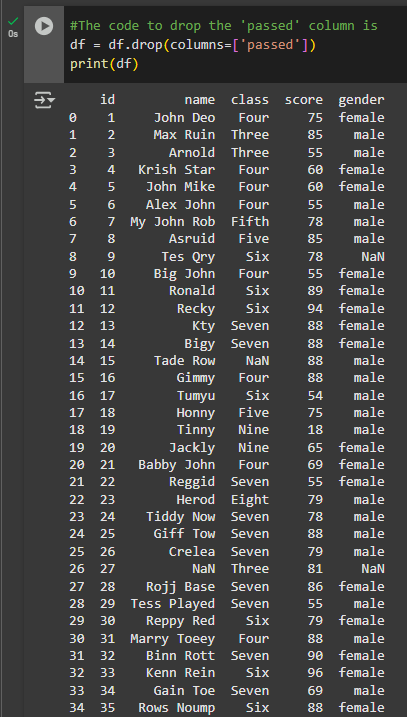 #The code to drop the 'passed' column is
0s
df = df.drop(columns=['passed'])
print(df)
id name class score gender
0 1 John Deo Four 75 female
1 2 Max Ruin Three 85 male
2 3 Arnold Three 55 male
3 4 Krish Star Four 60 female
4 5 John Mike Four 60 female
5 6 Alex John Four 55 male
6 7 My John Rob Fifth 78 male
7 8 Asruid Five 85 male
8 9 Tes Qry Six 78 NaN
9 10 Big John Four 55 female
10 11 Ronald Six 89 female
11 12 Recky Six 94 female
12 13 Kty Seven 88 female
13 14 Bigy Seven 88 female
14 15 Tade Row NaN 88 male
15 16 Gimmy Four 88 male
16 17 Tumyu Six 54 male
17 18 Honny Five 75 male
18 19 Tinny Nine 18 male
19 20 Jackly Nine 65 female
20 21 Babby John Four 69 female
21 22 Reggid Seven 55 female
22 23 Herod Eight 79 male
23 24 Tiddy Now Seven 78 male
24 25 Giff Tow Seven 88 male
25 26 Crelea Seven 79 male
26 27 NaN Three 81 NaN
27 28 Rojj Base Seven 86 female
28 29 Tess Played Seven 55 male
29 30 Reppy Red Six 79 female
30 31 Marry Toeey Four 88 male
31 32 Binn Rott Seven 90 female
32 33 Kenn Rein Six 96 female
33 34 Gain Toe Seven 69 male
34 35 Rows Noump Six 88 female